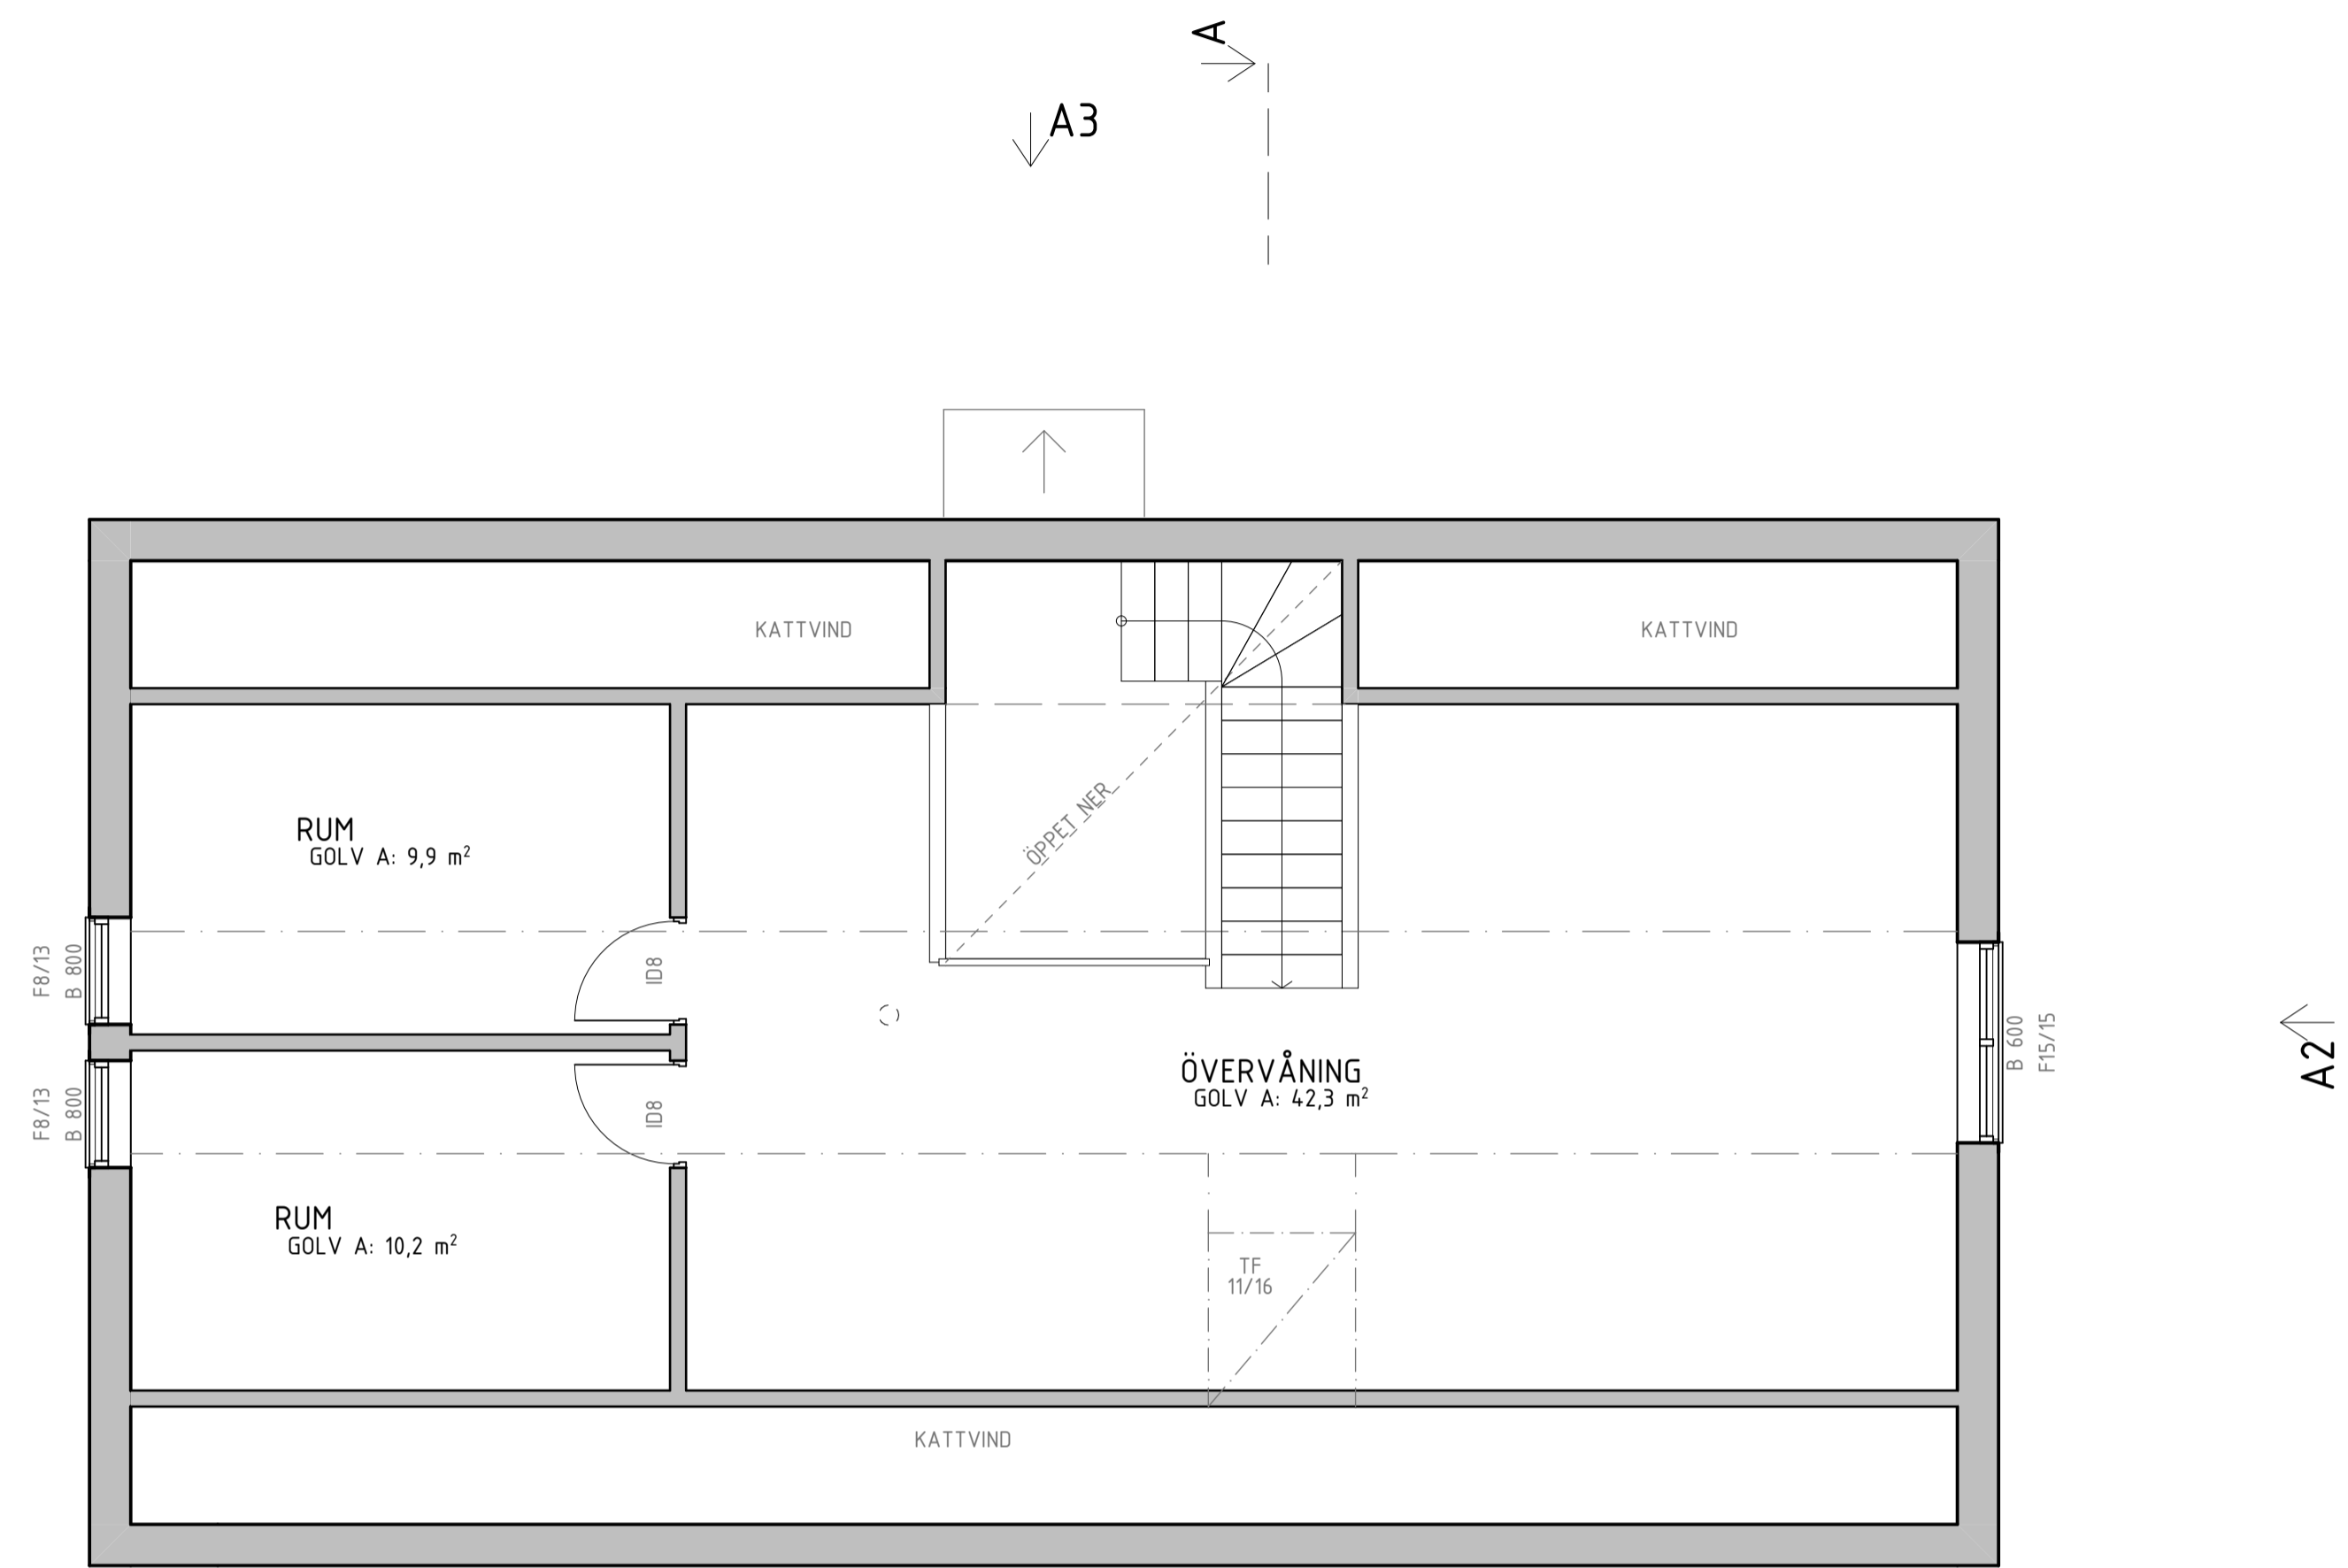 A
A3
KATTVIND
KATTVIND
ÖPPET NER
RUM
GOLV A: 9,9 m²
F8/13
B 800
ID8
B 600
F15/15
A2
ÖVERVÅNING
GOLV A: 42,3 m²
F8/13
B 800
ID8
RUM
GOLV A: 10,2 m²
TF
11/16
KATTVIND